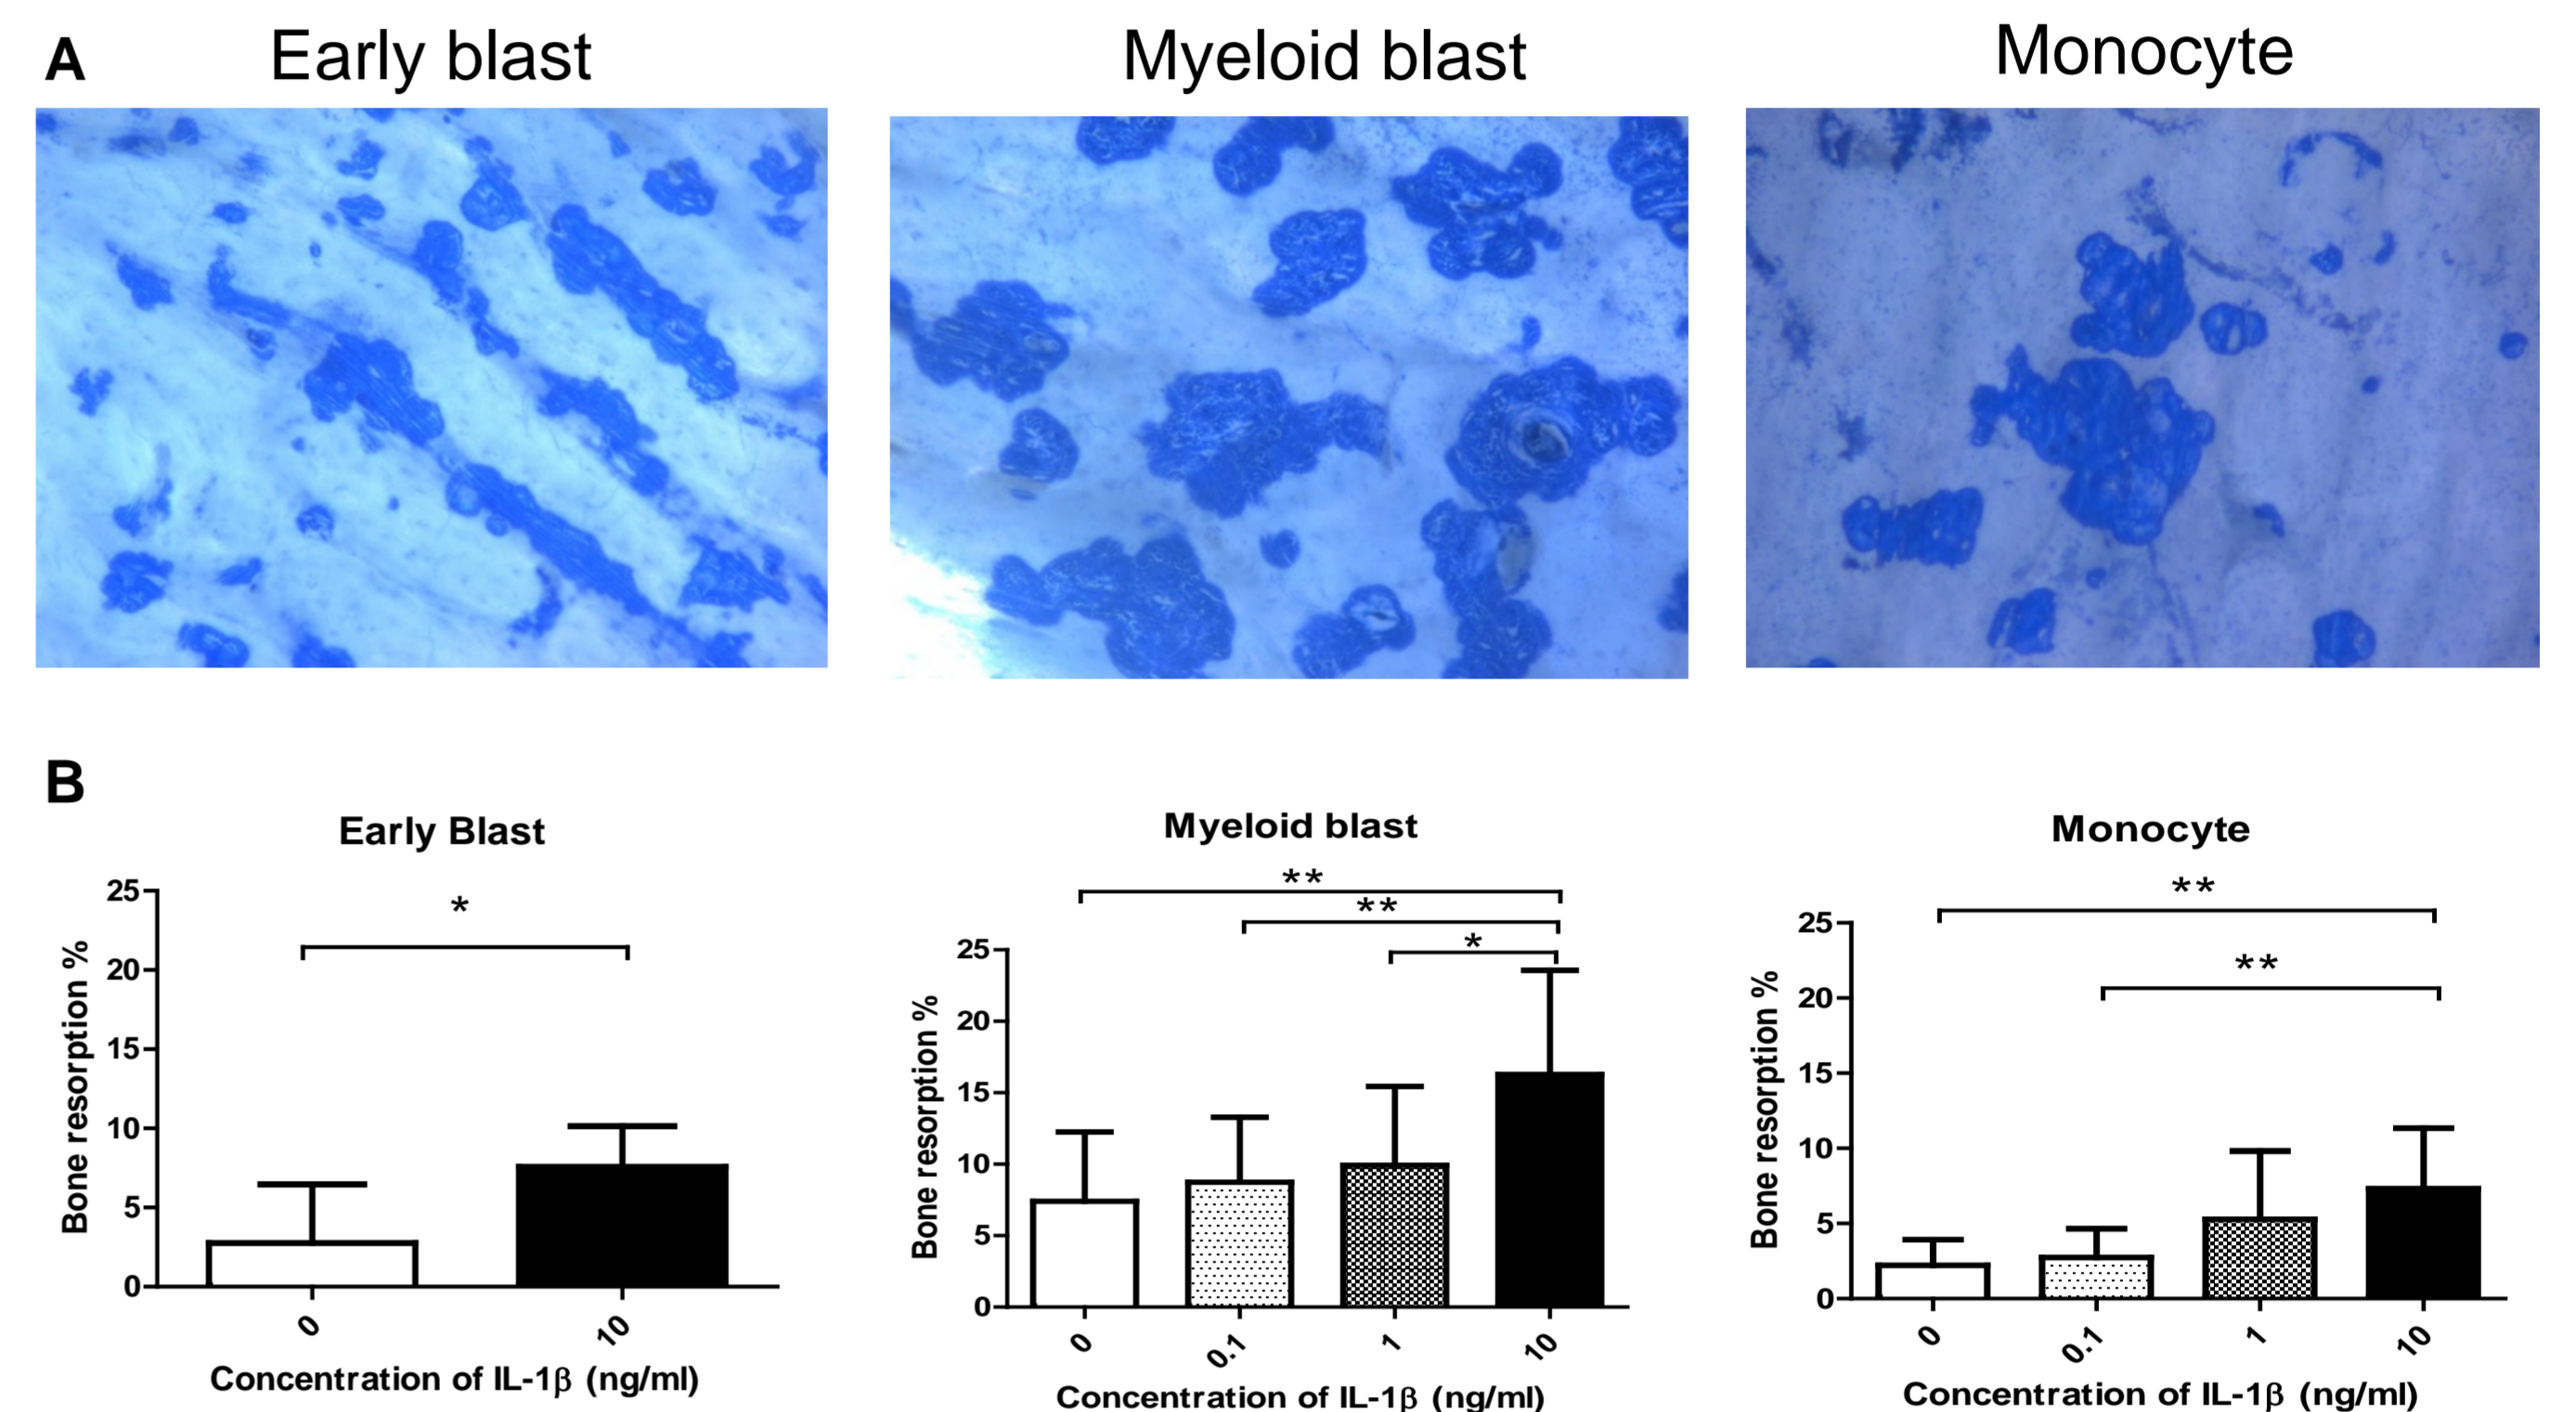 A
Early blast
Myeloid blast
Monocyte
B
Early Blast
*
Bone resorption %
25
20
15
10
5
0
0
10
Concentration of IL-1β (ng/ml)
Myeloid blast
**
**
*
Bone resorption %
25
20
15
10
5
0
0
0.1
1
10
Concentration of IL-1β (ng/ml)
Monocyte
**
**
Bone resorption %
25
20
15
10
5
0
0
0.1
1
10
Concentration of IL-1β (ng/ml)